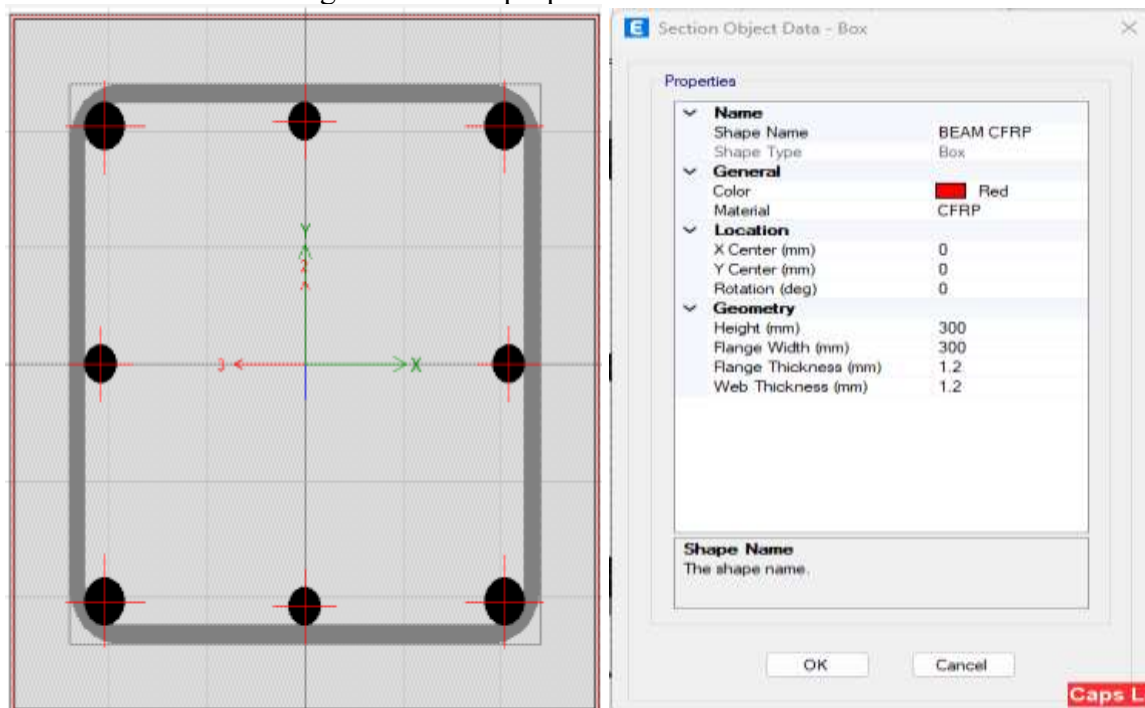 Y
2
3
X
E Section Object Data - Box
Properties
Name
Shape Name BEAM CFRP
Shape Type Box
General
Color Red
Material CFRP
Location
X Center (mm) 0
Y Center (mm) 0
Rotation (deg) 0
Geometry
Height (mm) 300
Flange Width (mm) 300
Flange Thickness (mm) 1.2
Web Thickness (mm) 1.2
Shape Name
The shape name.
OK Cancel
Caps L